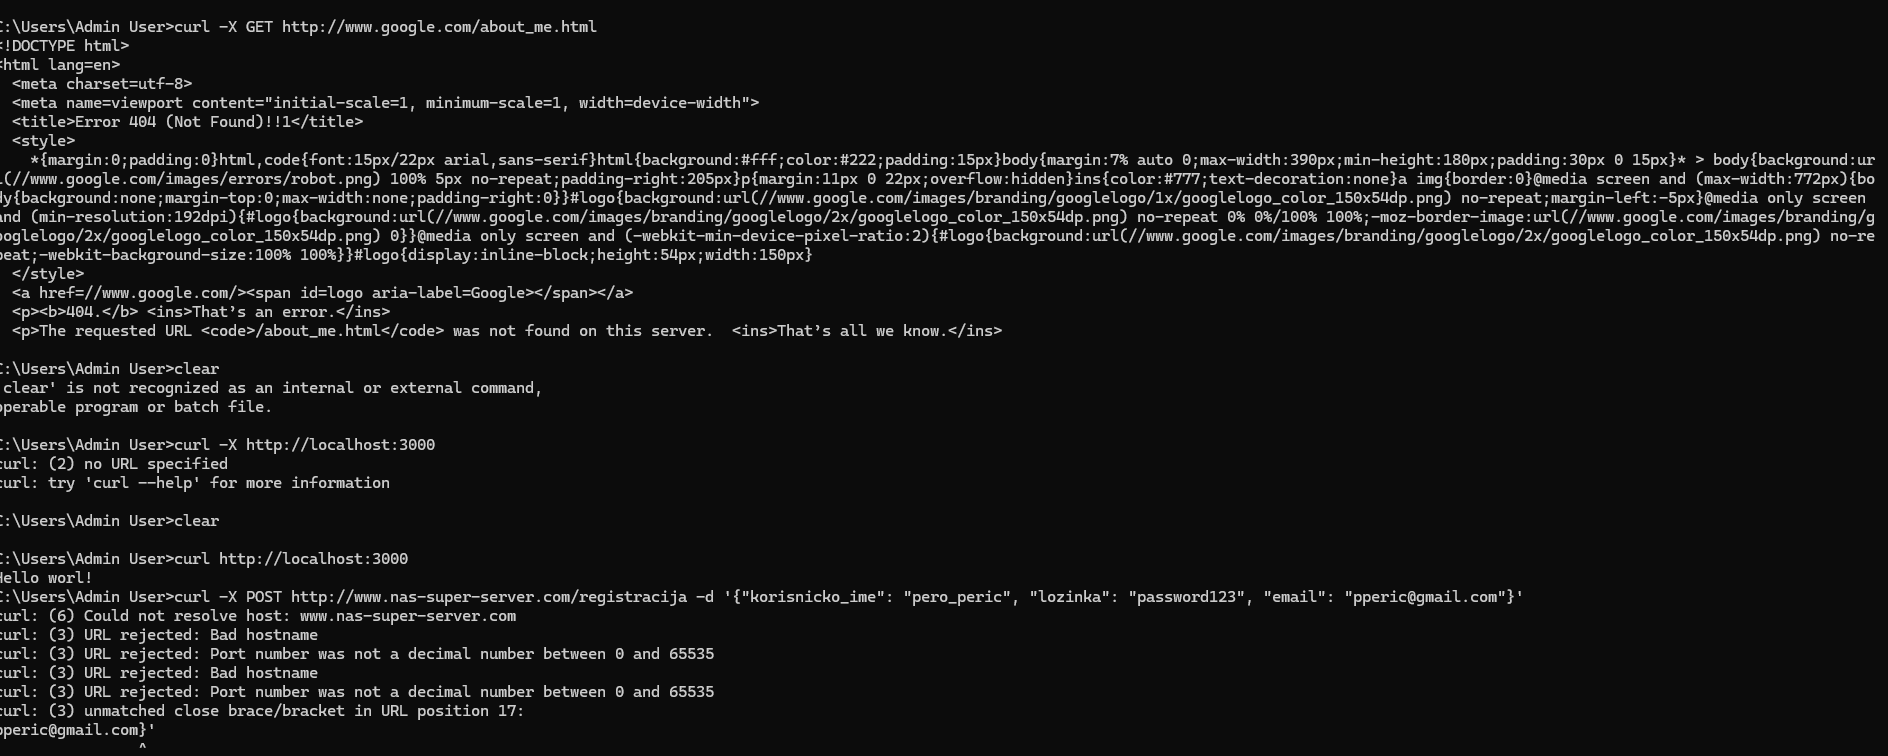 C:\Users\Admin User>curl -X GET http://www.google.com/about_me.html
<!DOCTYPE html>
<html lang=en>
  <meta charset=utf-8>
  <meta name=viewport content="initial-scale=1, minimum-scale=1, width=device-width">
  <title>Error 404 (Not Found)!!1</title>
  <style>
    *{margin:0;padding:0}html,code{font:15px/22px arial,sans-serif}html{background:#fff;color:#222;padding:15px}body{margin:7% auto 0;max-width:390px;min-height:180px;padding:30px 0 15px}* > body{background:ur
l(//www.google.com/images/errors/robot.png) 100% 5px no-repeat;padding-right:205px}p{margin:11px 0 22px;overflow:hidden}ins{color:#777;text-decoration:none}a img{border:0}@media screen and (max-width:772px){bo
dy{background:none;margin-top:0;max-width:none;padding-right:0}}#logo{background:url(//www.google.com/images/branding/googlelogo/1x/googlelogo_color_150x54dp.png) no-repeat;margin-left:-5px}@media only screen
and (min-resolution:192dpi){#logo{background:url(//www.google.com/images/branding/googlelogo/2x/googlelogo_color_150x54dp.png) no-repeat 0% 0%/100% 100%;-moz-border-image:url(//www.google.com/images/branding/g
ooglelogo/2x/googlelogo_color_150x54dp.png) 0}}@media only screen and (-webkit-min-device-pixel-ratio:2){#logo{background:url(//www.google.com/images/branding/googlelogo/2x/googlelogo_color_150x54dp.png) no-re
peat;-webkit-background-size:100% 100%}}#logo{display:inline-block;height:54px;width:150px}
  </style>
  <a href=//www.google.com/><span id=logo aria-label=Google></span></a>
  <p><b>404.</b> <ins>That’s an error.</ins>
  <p>The requested URL <code>/about_me.html</code> was not found on this server.  <ins>That’s all we know.</ins>
C:\Users\Admin User>clear
'clear' is not recognized as an internal or external command,
operable program or batch file.
C:\Users\Admin User>curl -X http://localhost:3000
curl: (2) no URL specified
curl: try 'curl --help' for more information
C:\Users\Admin User>clear
C:\Users\Admin User>curl http://localhost:3000
Hello worl!
C:\Users\Admin User>curl -X POST http://www.nas-super-server.com/registracija -d '{"korisnicko_ime": "pero_peric", "lozinka": "password123", "email": "pperic@gmail.com"}'
curl: (6) Could not resolve host: www.nas-super-server.com
curl: (3) URL rejected: Bad hostname
curl: (3) URL rejected: Port number was not a decimal number between 0 and 65535
curl: (3) URL rejected: Bad hostname
curl: (3) URL rejected: Port number was not a decimal number between 0 and 65535
curl: (3) unmatched close brace/bracket in URL position 17:
pperic@gmail.com}'
                ^